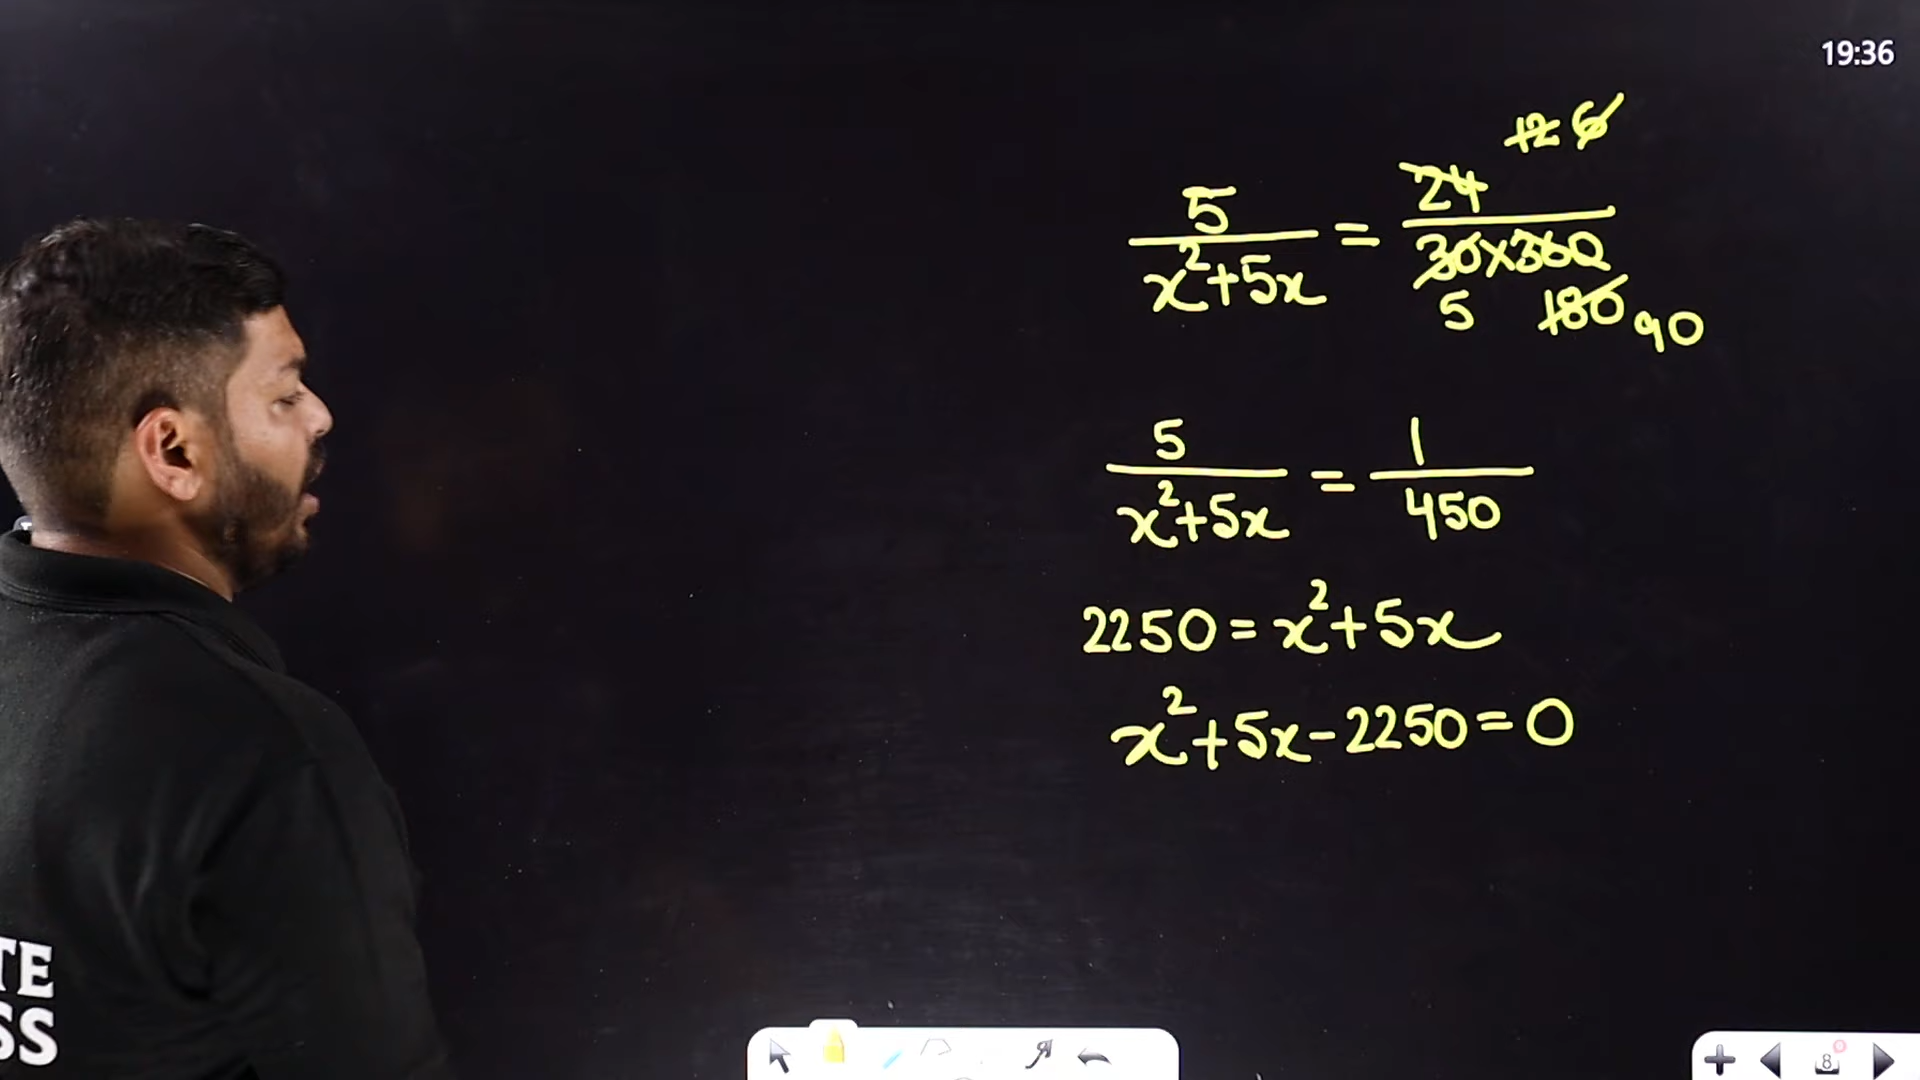 19:36
12 6
5/(x²+5x) = 24/(30×360)
5 180 90
5/(x²+5x) = 1/450
2250 = x²+5x
x²+5x-2250=0
TE
SS
8